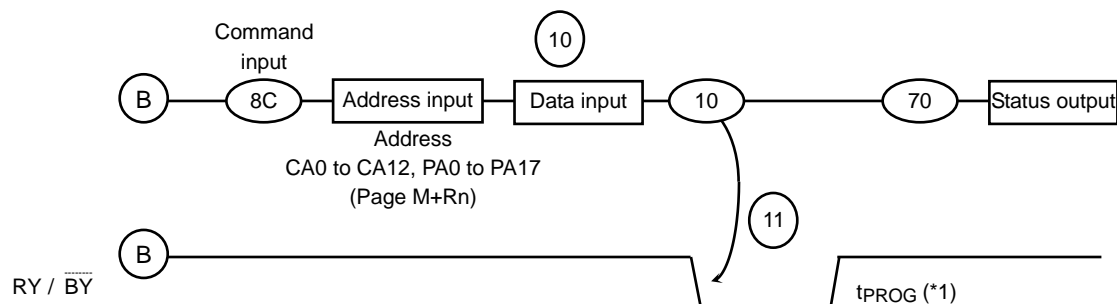 Command
input
10
B
8C
Address input
Data input
10
70
Status output
Address
CA0 to CA12, PA0 to PA17
(Page M+Rn)
11
B
RY / BY
tPROG (*1)